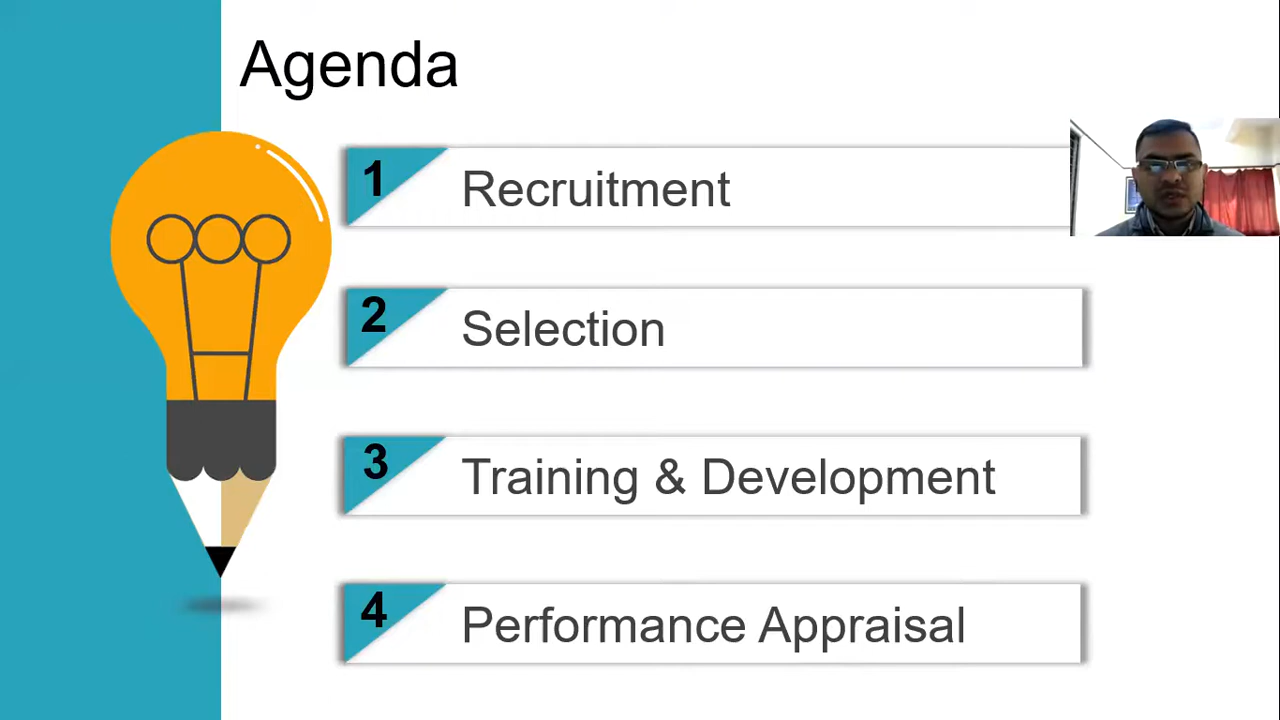 Agenda
1 Recruitment
2 Selection
3 Training & Development
4 Performance Appraisal